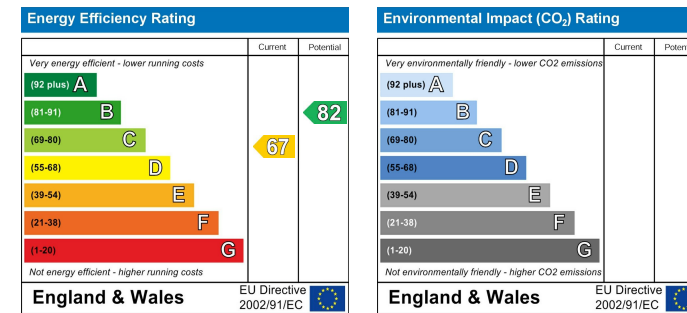 Energy Efficiency Rating
Current Potential
Very energy efficient - lower running costs
(92 plus) A
(81-91) B
82
(69-80) C
67
(55-68) D
(39-54) E
(21-38) F
(1-20) G
Not energy efficient - higher running costs
England & Wales
EU Directive
2002/91/EC
Environmental Impact (CO₂) Rating
Current Poten
Very environmentally friendly - lower CO2 emissions
(92 plus) A
(81-91) B
(69-80) C
(55-68) D
(39-54) E
(21-38) F
(1-20) G
Not environmentally friendly - higher CO2 emissions
England & Wales
EU Directive
2002/91/EC